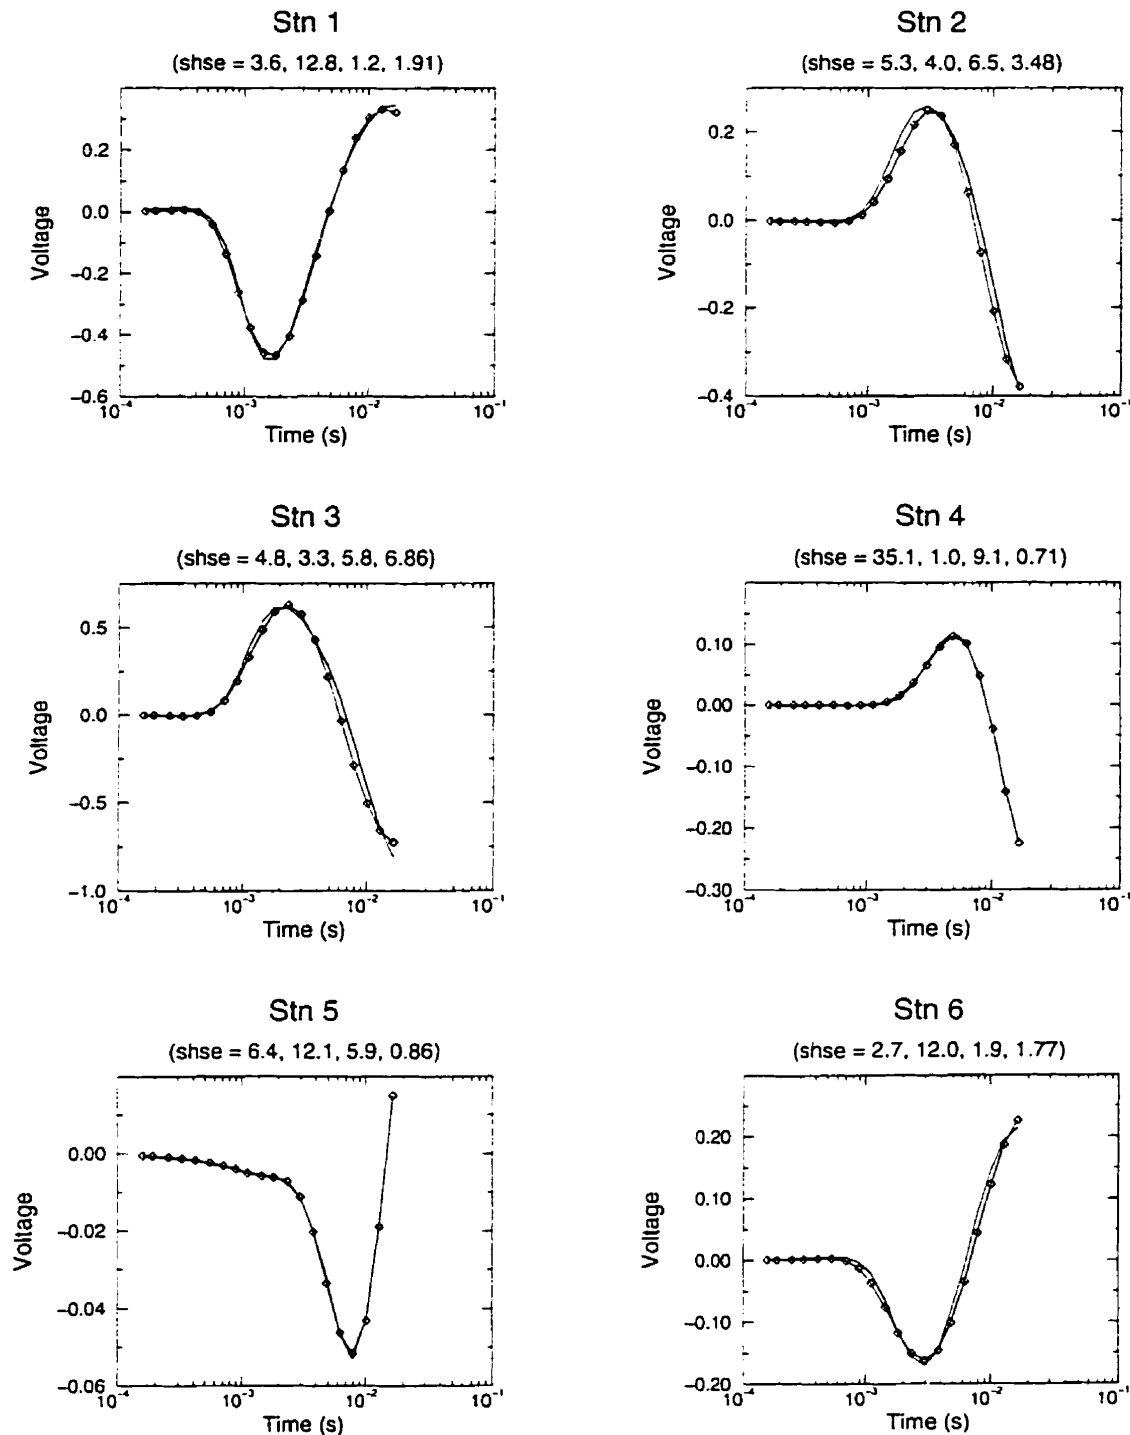 Stn 1
(shse = 3.6, 12.8, 1.2, 1.91)
Voltage
0.2
0.0
−0.2
−0.4
−0.6
10⁻⁴
10⁻³
10⁻²
10⁻¹
Time (s)
Stn 2
(shse = 5.3, 4.0, 6.5, 3.48)
Voltage
0.2
0.0
−0.2
−0.4
10⁻⁴
10⁻³
10⁻²
10⁻¹
Time (s)
Stn 3
(shse = 4.8, 3.3, 5.8, 6.86)
Voltage
0.5
0.0
−0.5
−1.0
10⁻⁴
10⁻³
10⁻²
10⁻¹
Time (s)
Stn 4
(shse = 35.1, 1.0, 9.1, 0.71)
Voltage
0.10
0.00
−0.10
−0.20
−0.30
10⁻⁴
10⁻³
10⁻²
10⁻¹
Time (s)
Stn 5
(shse = 6.4, 12.1, 5.9, 0.86)
Voltage
0.00
−0.02
−0.04
−0.06
10⁻⁴
10⁻³
10⁻²
10⁻¹
Time (s)
Stn 6
(shse = 2.7, 12.0, 1.9, 1.77)
Voltage
0.20
0.10
0.00
−0.10
−0.20
10⁻⁴
10⁻³
10⁻²
10⁻¹
Time (s)